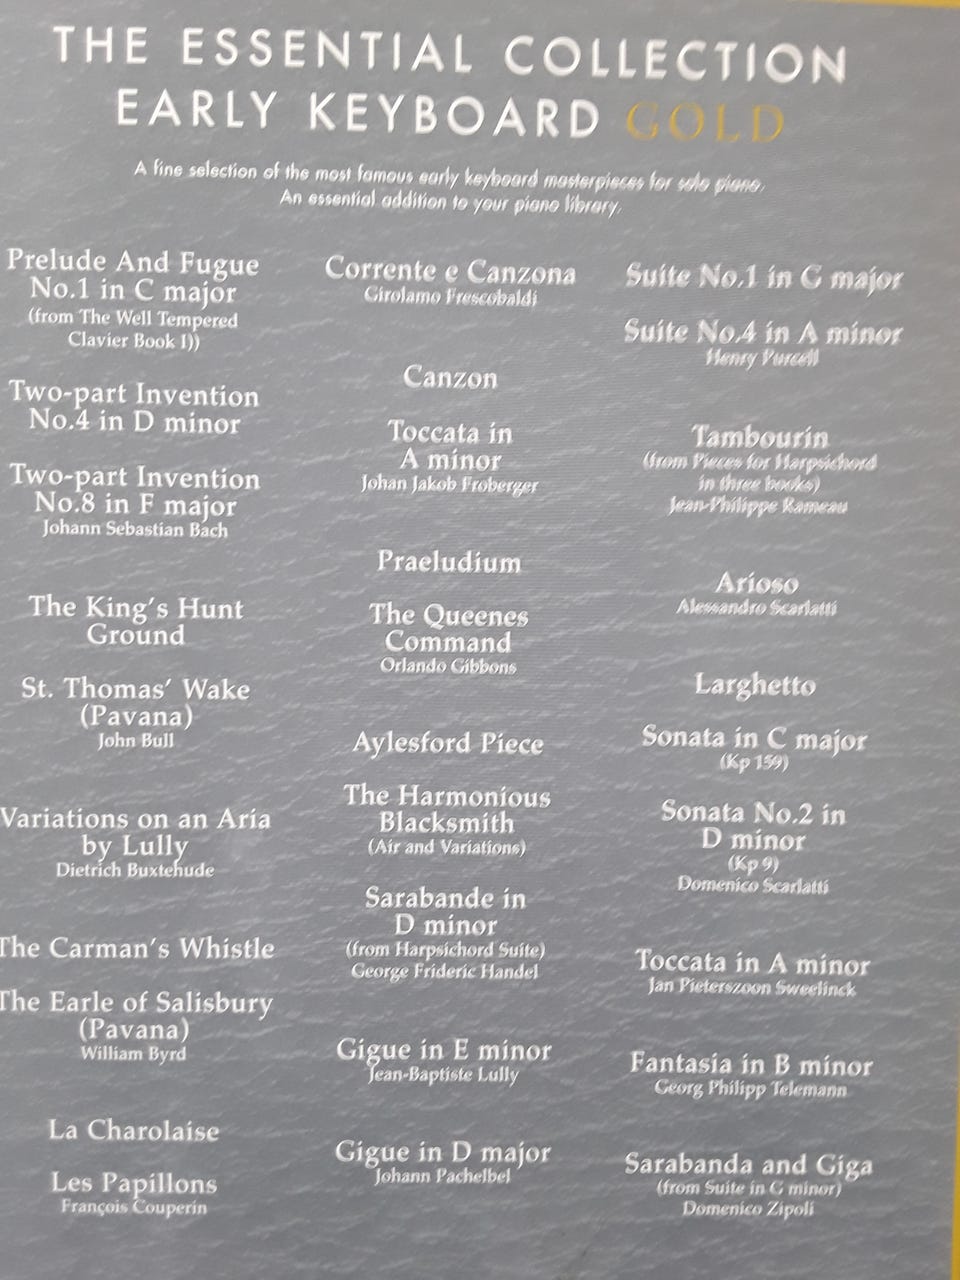 THE ESSENTIAL COLLECTION
EARLY KEYBOARD GOLD
A fine selection of the most famous early keyboard masterpieces for solo piano.
An essential addition to your piano library.
Prelude And Fugue
No.1 in C major
(from The Well Tempered
Clavier Book I))
Two-part Invention
No.4 in D minor
Two-part Invention
No.8 in F major
Johann Sebastian Bach
The King's Hunt
Ground
St. Thomas' Wake
(Pavana)
John Bull
Variations on an Aria
by Lully
Dietrich Buxtehude
The Carman's Whistle
The Earle of Salisbury
(Pavana)
William Byrd
La Charolaise
Les Papillons
François Couperin
Corrente e Canzona
Girolamo Frescobaldi
Canzon
Toccata in
A minor
Johan Jakob Froberger
Praeludium
The Queenes
Command
Orlando Gibbons
Aylesford Piece
The Harmonious
Blacksmith
(Air and Variations)
Sarabande in
D minor
(from Harpsichord Suite)
George Frideric Handel
Gigue in E minor
Jean-Baptiste Lully
Gigue in D major
Johann Pachelbel
Suite No.1 in G major
Suite No.4 in A minor
Henry Purcell
Tambourin
(from Pieces for Harpsichord
in three books)
Jean-Philippe Rameau
Arioso
Alessandro Scarlatti
Larghetto
Sonata in C major
(Kp 159)
Sonata No.2 in
D minor
(Kp 9)
Domenico Scarlatti
Toccata in A minor
Jan Pieterszoon Sweelinck
Fantasia in B minor
Georg Philipp Telemann
Sarabanda and Giga
(from Suite in G minor)
Domenico Zipoli